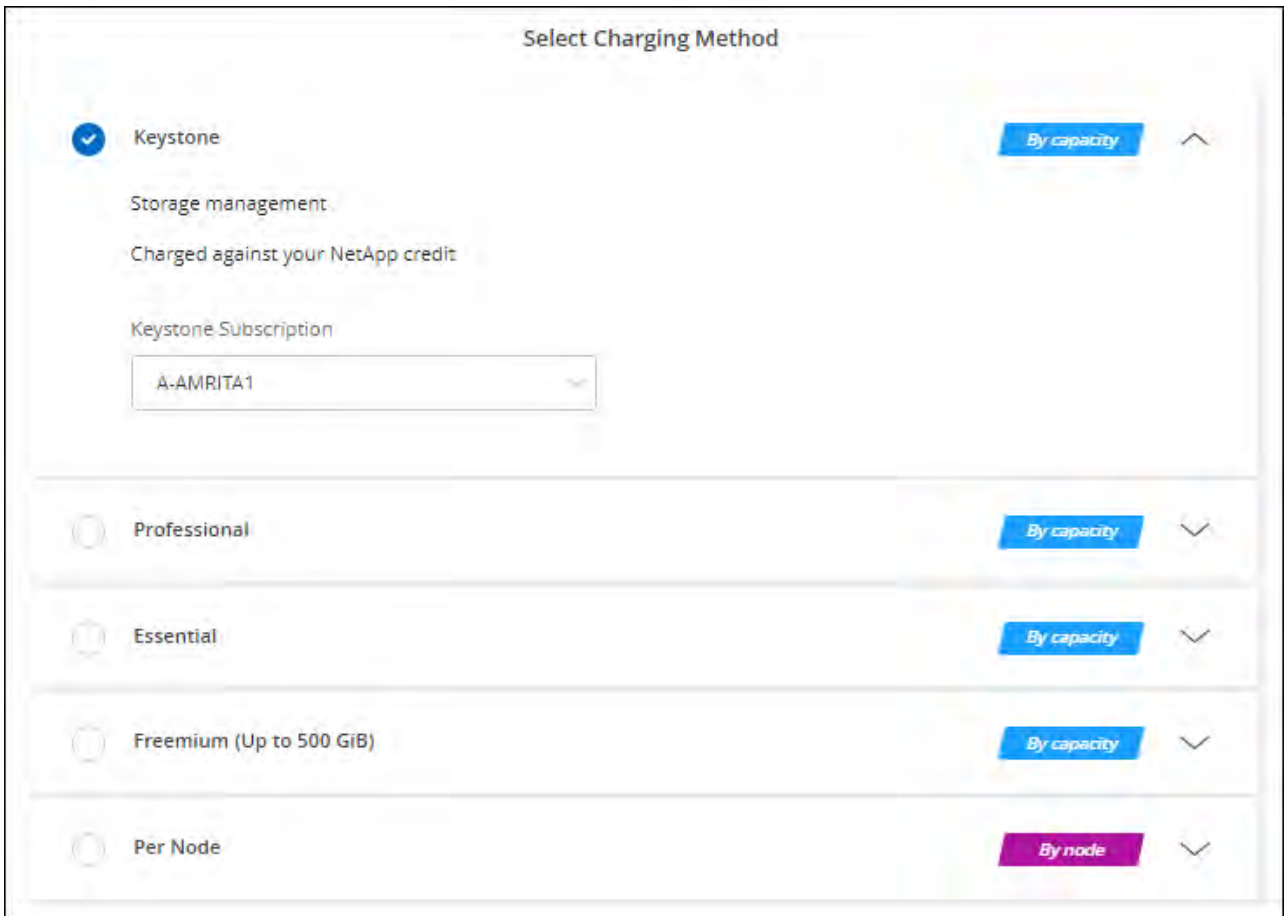 Select Charging Method
Keystone
By capacity
Storage management
Charged against your NetApp credit
Keystone Subscription
A-AMRITA1
Professional
By capacity
Essential
By capacity
Freemium (Up to 500 GiB)
By capacity
Per Node
By node